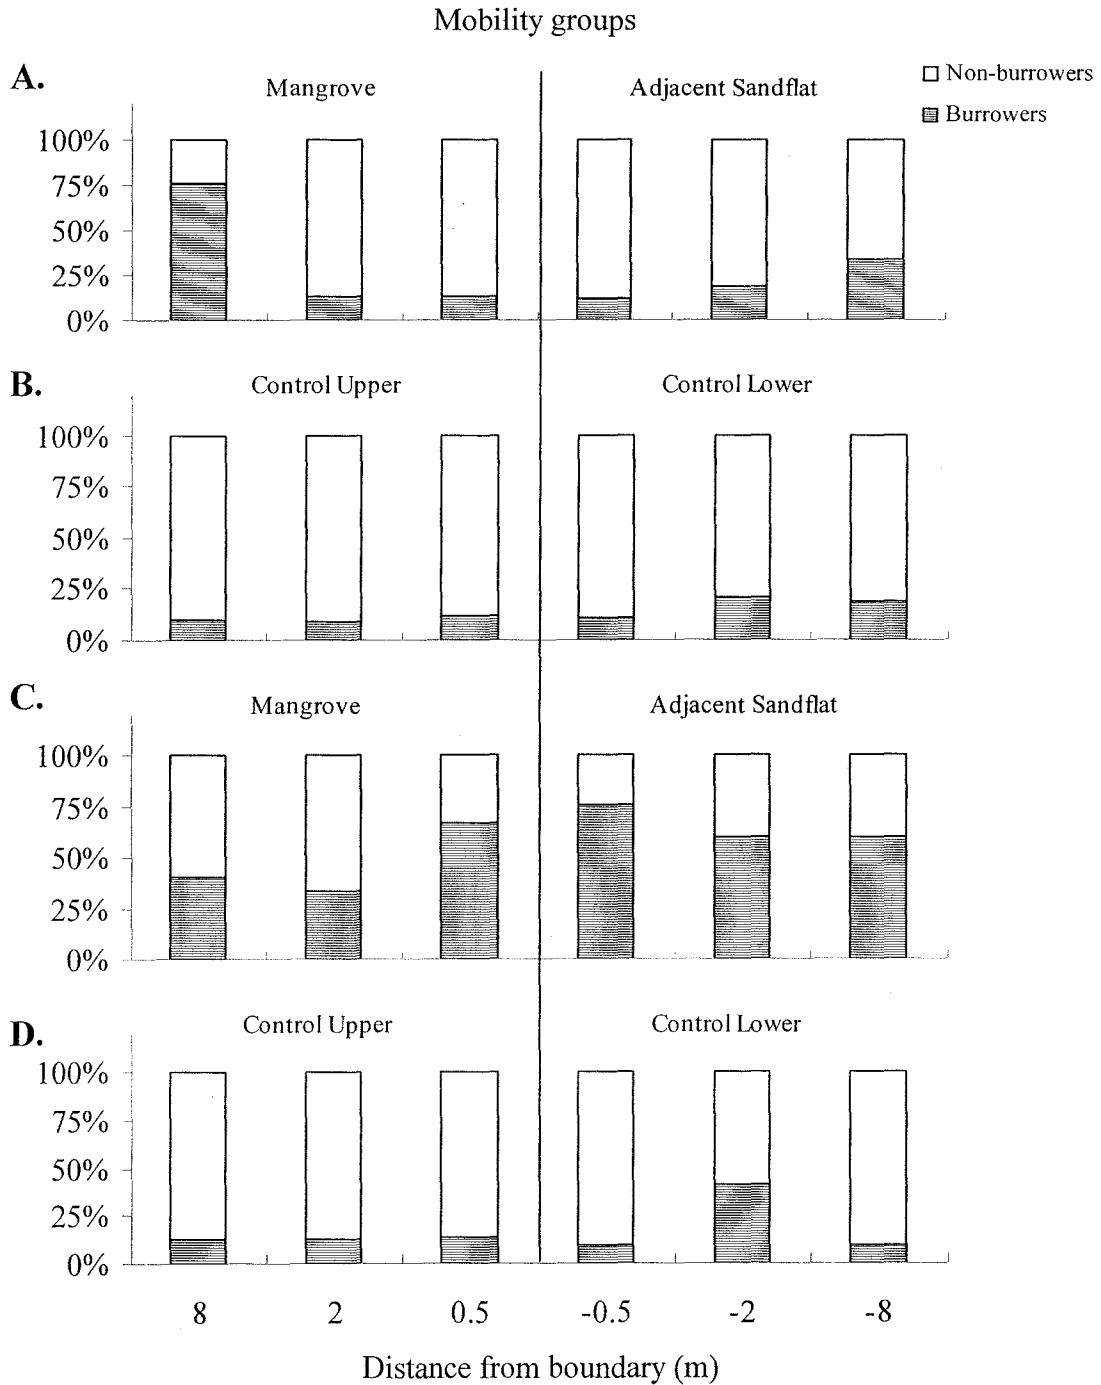 Mobility groups
A.
Mangrove
Adjacent Sandflat
Non-burrowers
Burrowers
100%
75%
50%
25%
0%
B.
Control Upper
Control Lower
100%
75%
50%
25%
0%
C.
Mangrove
Adjacent Sandflat
100%
75%
50%
25%
0%
D.
Control Upper
Control Lower
100%
75%
50%
25%
0%
8 2 0.5 -0.5 -2 -8
Distance from boundary (m)